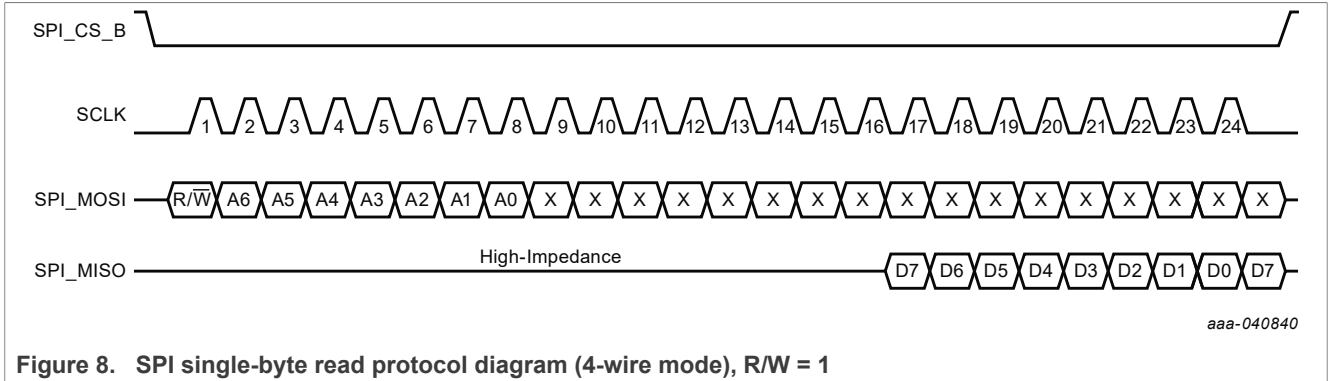 SPI_CS_B
SCLK 1 2 3 4 5 6 7 8 9 10 11 12 13 14 15 16 17 18 19 20 21 22 23 24
SPI_MOSI R/W̅ A6 A5 A4 A3 A2 A1 A0 X X X X X X X X X X X X X X X X X
High-Impedance
SPI_MISO D7 D6 D5 D4 D3 D2 D1 D0 D7
aaa-040840
Figure 8. SPI single-byte read protocol diagram (4-wire mode), R/W = 1